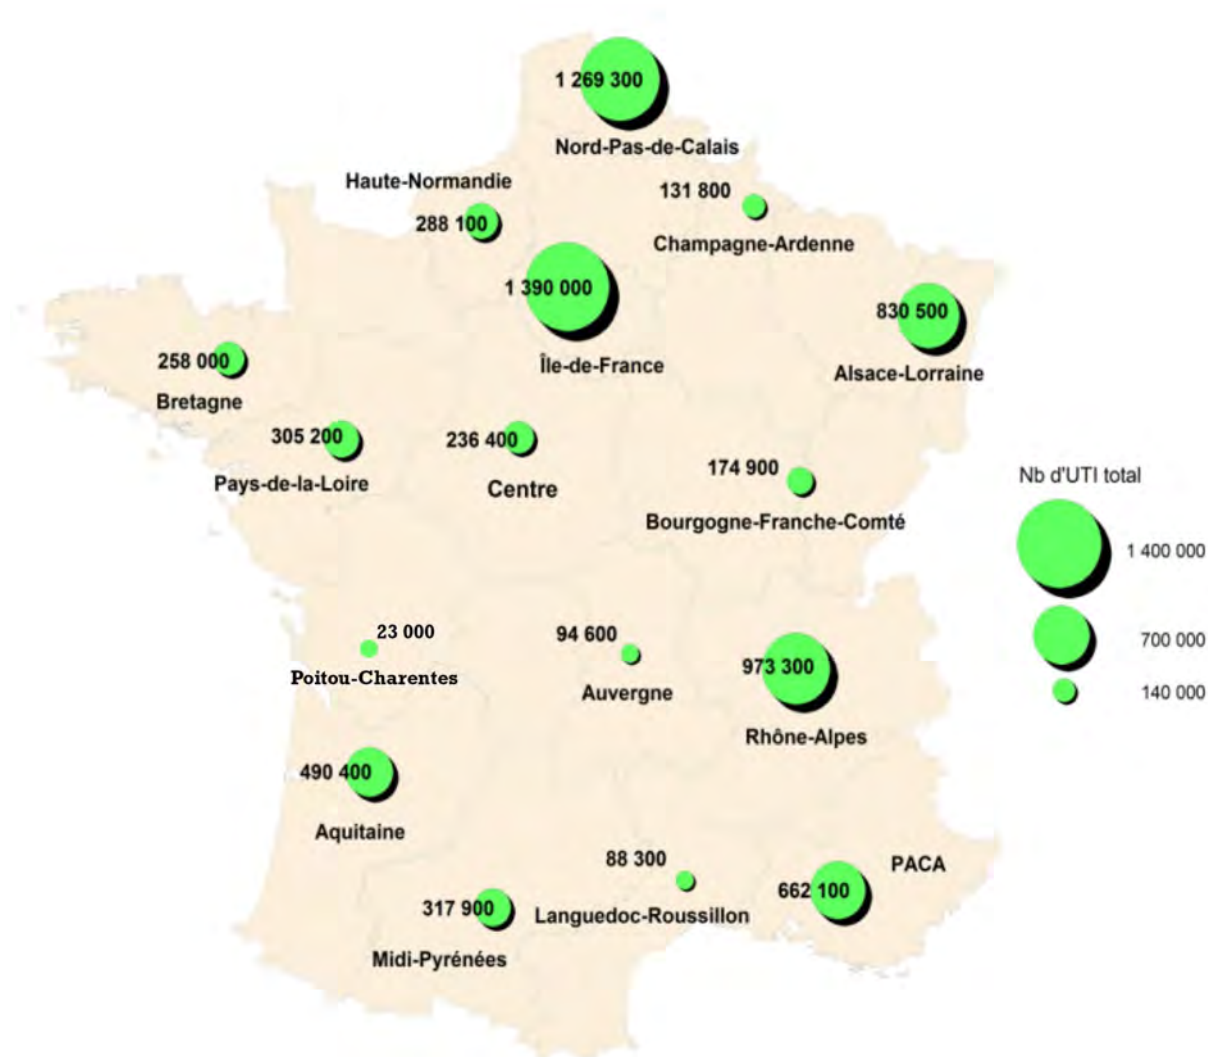 1 269 300
Nord-Pas-de-Calais
Haute-Normandie
288 100
131 800
Champagne-Ardenne
1 390 000
Île-de-France
830 500
Alsace-Lorraine
258 000
Bretagne
305 200
Pays-de-la-Loire
236 400
Centre
174 900
Bourgogne-Franche-Comté
23 000
Poitou-Charentes
94 600
Auvergne
973 300
Rhône-Alpes
490 400
Aquitaine
88 300
Languedoc-Roussillon
PACA
662 100
317 900
Midi-Pyrénées
Nb d'UTI total
1 400 000
700 000
140 000